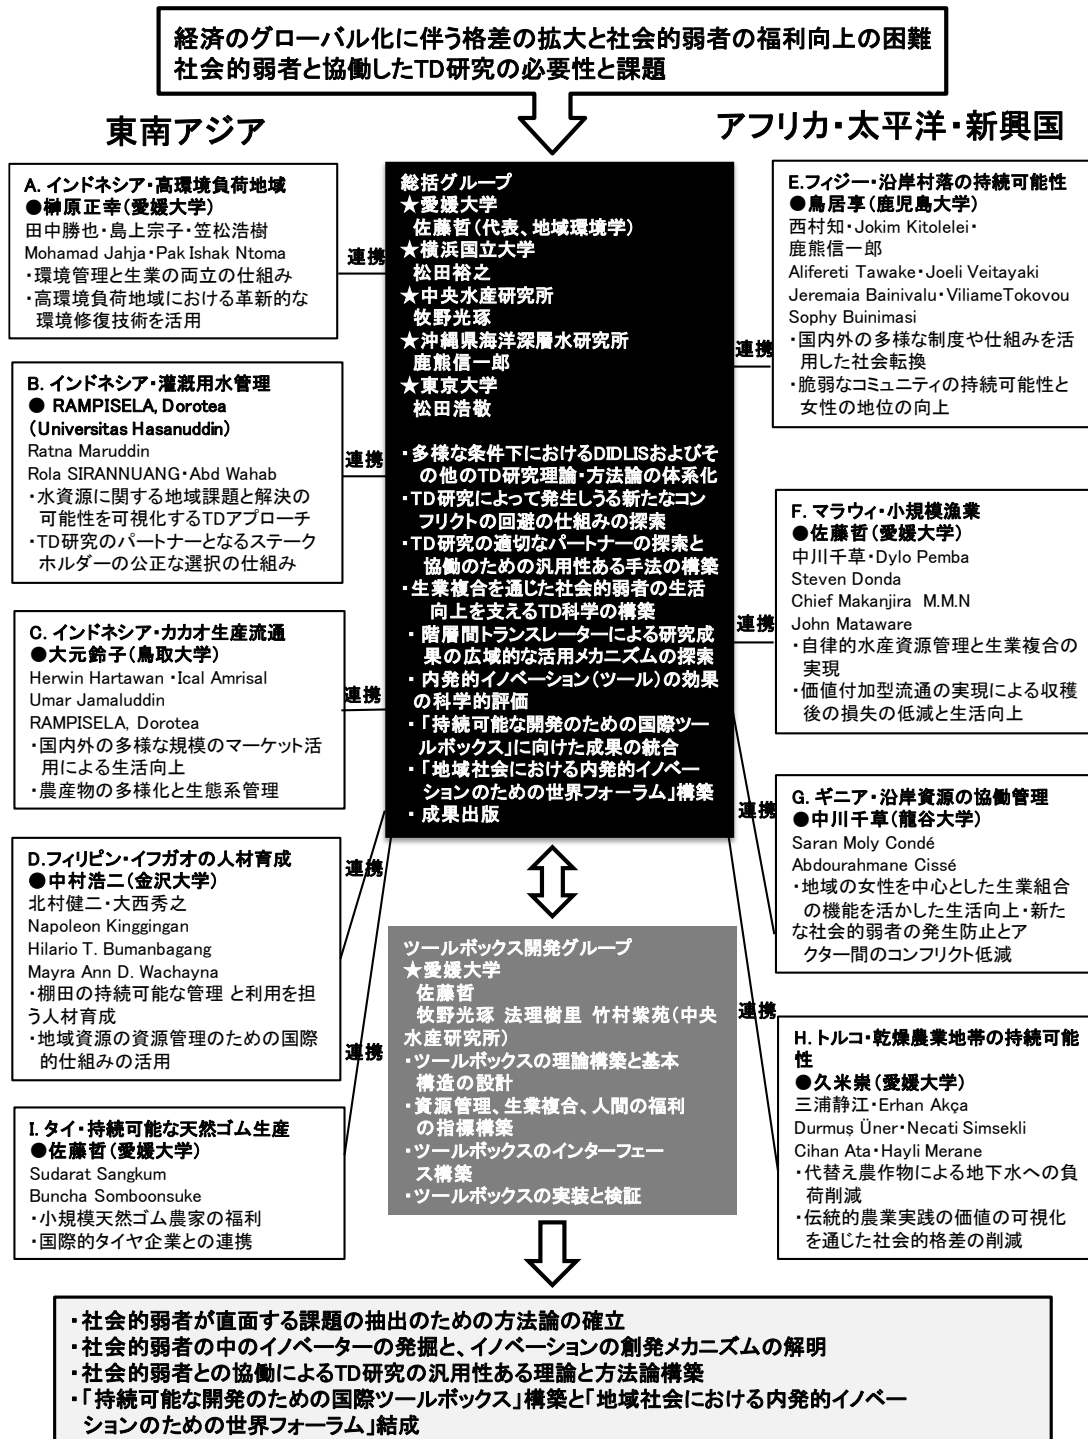 経済のグローバル化に伴う格差の拡大と社会的弱者の福利向上の困難
社会的弱者と協働したTD研究の必要性と課題
東南アジア
アフリカ・太平洋・新興国
A. インドネシア・高環境負荷地域
●榊原正幸(愛媛大学)
田中勝也・島上宗子・笠松浩樹
Mohamad Jahja・Pak Ishak Ntoma
・環境管理と生業の両立の仕組み
・高環境負荷地域における革新的な
環境修復技術を活用
連携
B. インドネシア・灌漑用水管理
● RAMPISELA, Dorotea
(Universitas Hasanuddin)
Ratna Maruddin
Rola SIRANNUANG・Abd Wahab
・水資源に関する地域課題と解決の
可能性を可視化するTDアプローチ
・TD研究のパートナーとなるステーク
ホルダーの公正な選択の仕組み
連携
C. インドネシア・カカオ生産流通
●大元鈴子(鳥取大学)
Herwin Hartawan ・Ical Amrisal
Umar Jamaluddin
RAMPISELA, Dorotea
・国内外の多様な規模のマーケット活
用による生活向上
・農産物の多様化と生態系管理
連携
D.フィリピン・イフガオの人材育成
●中村浩二(金沢大学)
北村健二・大西秀之
Napoleon Kinggingan
Hilario T. Bumanbagang
Mayra Ann D. Wachayna
・棚田の持続可能な管理 と利用を担
う人材育成
・地域資源の資源管理のための国際
的仕組みの活用
連携
I. タイ・持続可能な天然ゴム生産
●佐藤哲(愛媛大学)
Sudarat Sangkum
Buncha Somboonsuke
・小規模天然ゴム農家の福利
・国際的タイヤ企業との連携
連携
総括グループ
★愛媛大学
佐藤哲(代表、地域環境学)
★横浜国立大学
松田裕之
★中央水産研究所
牧野光琢
★沖縄県海洋深層水研究所
鹿熊信一郎
★東京大学
松田浩敬
・多様な条件下におけるDIDLISおよびそ
の他のTD研究理論・方法論の体系化
・TD研究によって発生しうる新たなコン
フリクトの回避の仕組みの探索
・TD研究の適切なパートナーの探索と
協働のための汎用性ある手法の構築
・生業複合を通じた社会的弱者の生活
向上を支えるTD科学の構築
・階層間トランスレーターによる研究成
果の広域的な活用メカニズムの探索
・内発的イノベーション(ツール)の効果
の科学的評価
・「持続可能な開発のための国際ツー
ルボックス」に向けた成果の統合
・「地域社会における内発的イノベー
ションのための世界フォーラム」構築
・成果出版
ツールボックス開発グループ
★愛媛大学
佐藤哲
牧野光琢 法理樹里 竹村紫苑(中央
水産研究所)
・ツールボックスの理論構築と基本
構造の設計
・資源管理、生業複合、人間の福利
の指標構築
・ツールボックスのインターフェー
ス構築
・ツールボックスの実装と検証
E.フィジー・沿岸村落の持続可能性
●鳥居享(鹿児島大学)
西村知・Jokim Kitolelei・
鹿熊信一郎
Alifereti Tawake・Joeli Veitayaki
Jeremaia Bainivalu・ViliameTokovou
Sophy Buinimasi
・国内外の多様な制度や仕組みを活
用した社会転換
・脆弱なコミュニティの持続可能性と
女性の地位の向上
連携
F. マラウィ・小規模漁業
●佐藤哲(愛媛大学)
中川千草・Dylo Pemba
Steven Donda
Chief Makanjira M.M.N
John Mataware
・自律的水産資源管理と生業複合の
実現
・価値付加型流通の実現による収穫
後の損失の低減と生活向上
連携
G. ギニア・沿岸資源の協働管理
●中川千草(龍谷大学)
Saran Moly Condé
Abdourahmane Cissé
・地域の女性を中心とした生業組合
の機能を活かした生活向上・新た
な社会的弱者の発生防止とア
クター間のコンフリクト低減
連携
H. トルコ・乾燥農業地帯の持続可能
性
●久米崇(愛媛大学)
三浦静江・Erhan Akça
Durmuş Üner・Necati Simsekli
Cihan Ata・Hayli Merane
・代替え農作物による地下水への負
荷削減
・伝統的農業実践の価値の可視化
を通じた社会的格差の削減
連携
・社会的弱者が直面する課題の抽出のための方法論の確立
・社会的弱者の中のイノベーターの発掘と、イノベーションの創発メカニズムの解明
・社会的弱者との協働によるTD研究の汎用性ある理論と方法論構築
・「持続可能な開発のための国際ツールボックス」構築と「地域社会における内発的イノベー
ションのための世界フォーラム」結成